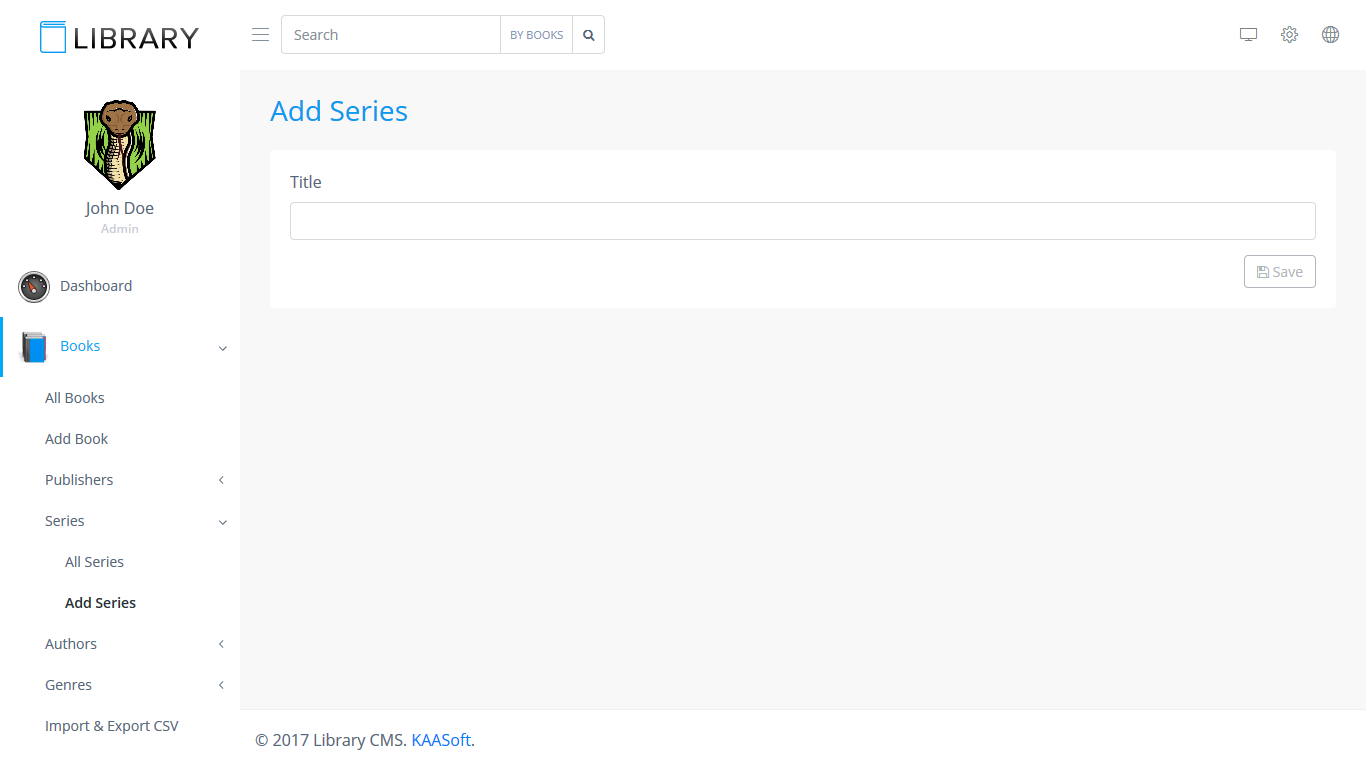 LIBRARY
Search
BY BOOKS
John Doe
Admin
Dashboard
Books
All Books
Add Book
Publishers
Series
All Series
Add Series
Authors
Genres
Import & Export CSV
Add Series
Title
Save
© 2017 Library CMS. KAASoft.